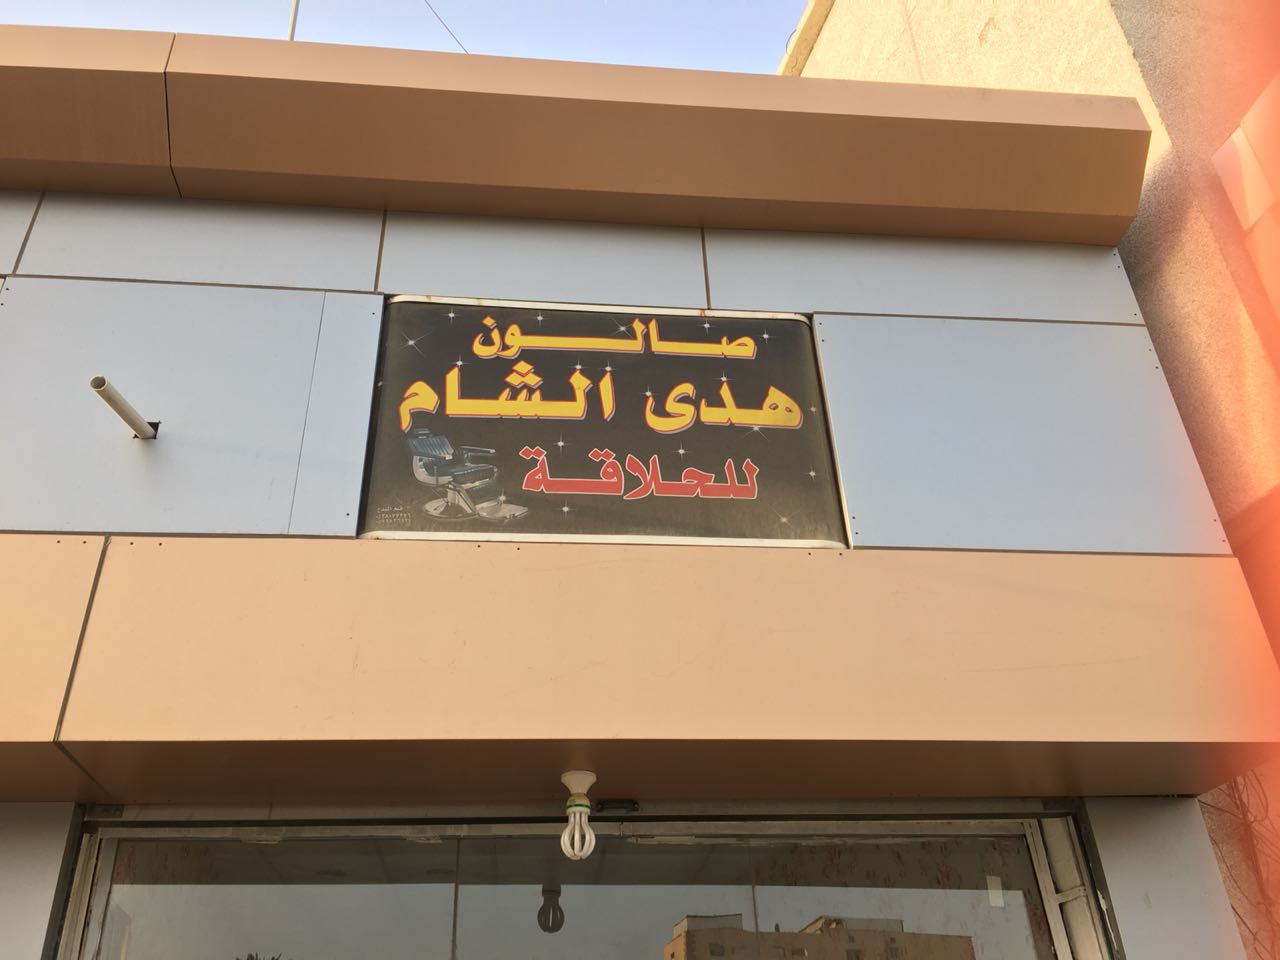 صالون
هدى الشام
للحلاقة